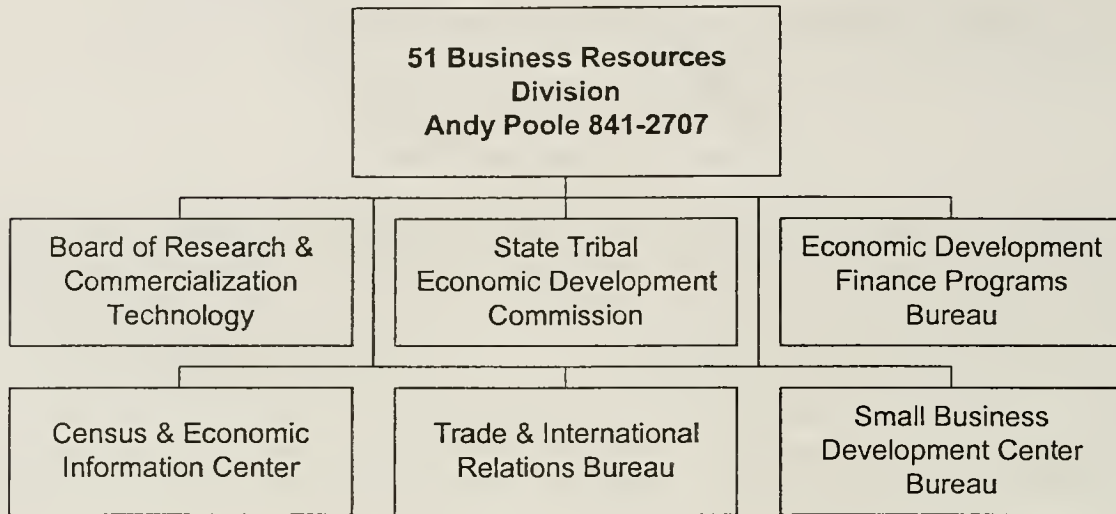 51 Business Resources
Division
Andy Poole 841-2707
Board of Research &
Commercialization
Technology
State Tribal
Economic Development
Commission
Economic Development
Finance Programs
Bureau
Census & Economic
Information Center
Trade & International
Relations Bureau
Small Business
Development Center
Bureau